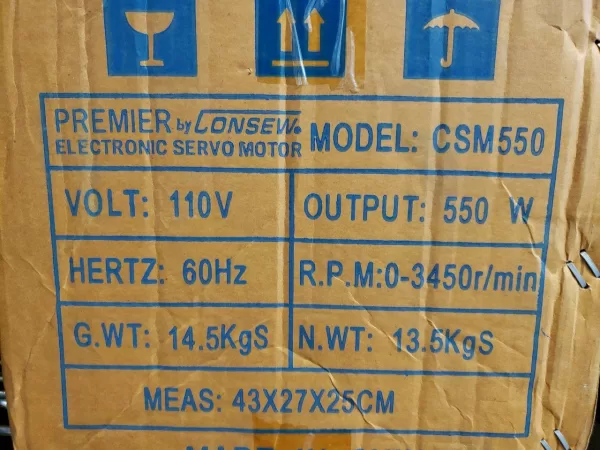 PREMIER by CONSEW®
ELECTRONIC SERVO MOTOR
MODEL: CSM550
VOLT: 110V
OUTPUT: 550 W
HERTZ: 60Hz
R.P.M:0-3450r/min
G.WT: 14.5KgS
N.WT: 13.5KgS
MEAS: 43X27X25CM